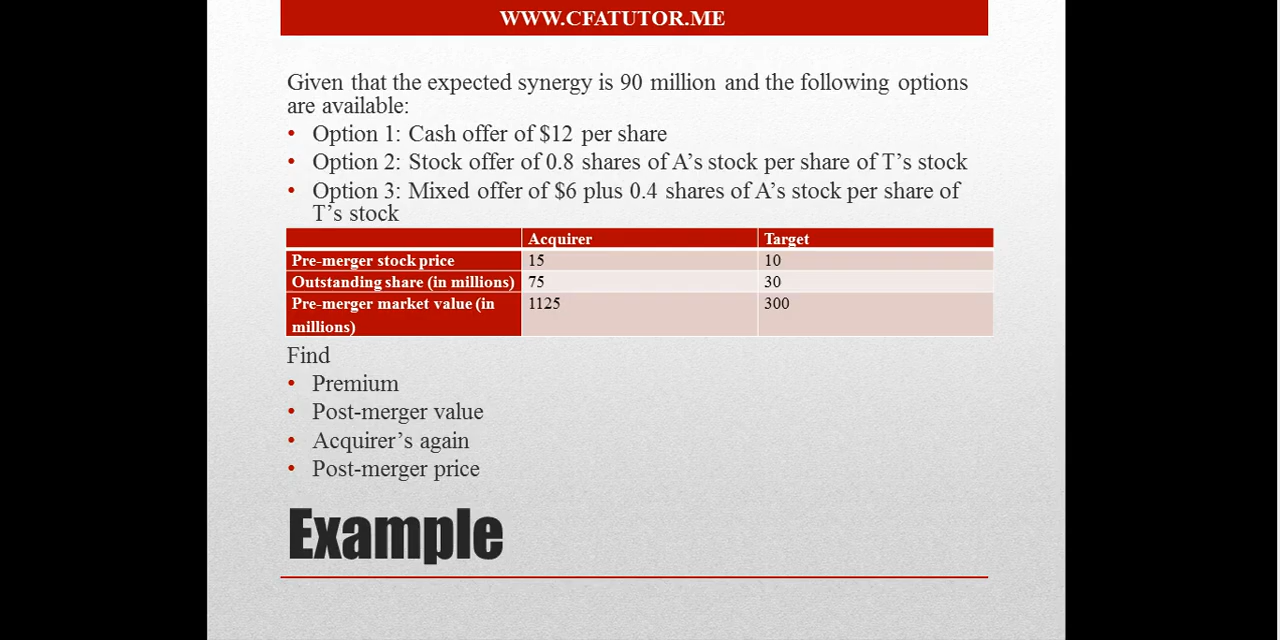 WWW.CFATUTOR.ME
Given that the expected synergy is 90 million and the following options
are available:
• Option 1: Cash offer of $12 per share
• Option 2: Stock offer of 0.8 shares of A’s stock per share of T’s stock
• Option 3: Mixed offer of $6 plus 0.4 shares of A’s stock per share of
T’s stock
Acquirer Target
Pre-merger stock price 15 10
Outstanding share (in millions) 75 30
Pre-merger market value (in 1125 300
millions)
Find
• Premium
• Post-merger value
• Acquirer’s again
• Post-merger price
Example